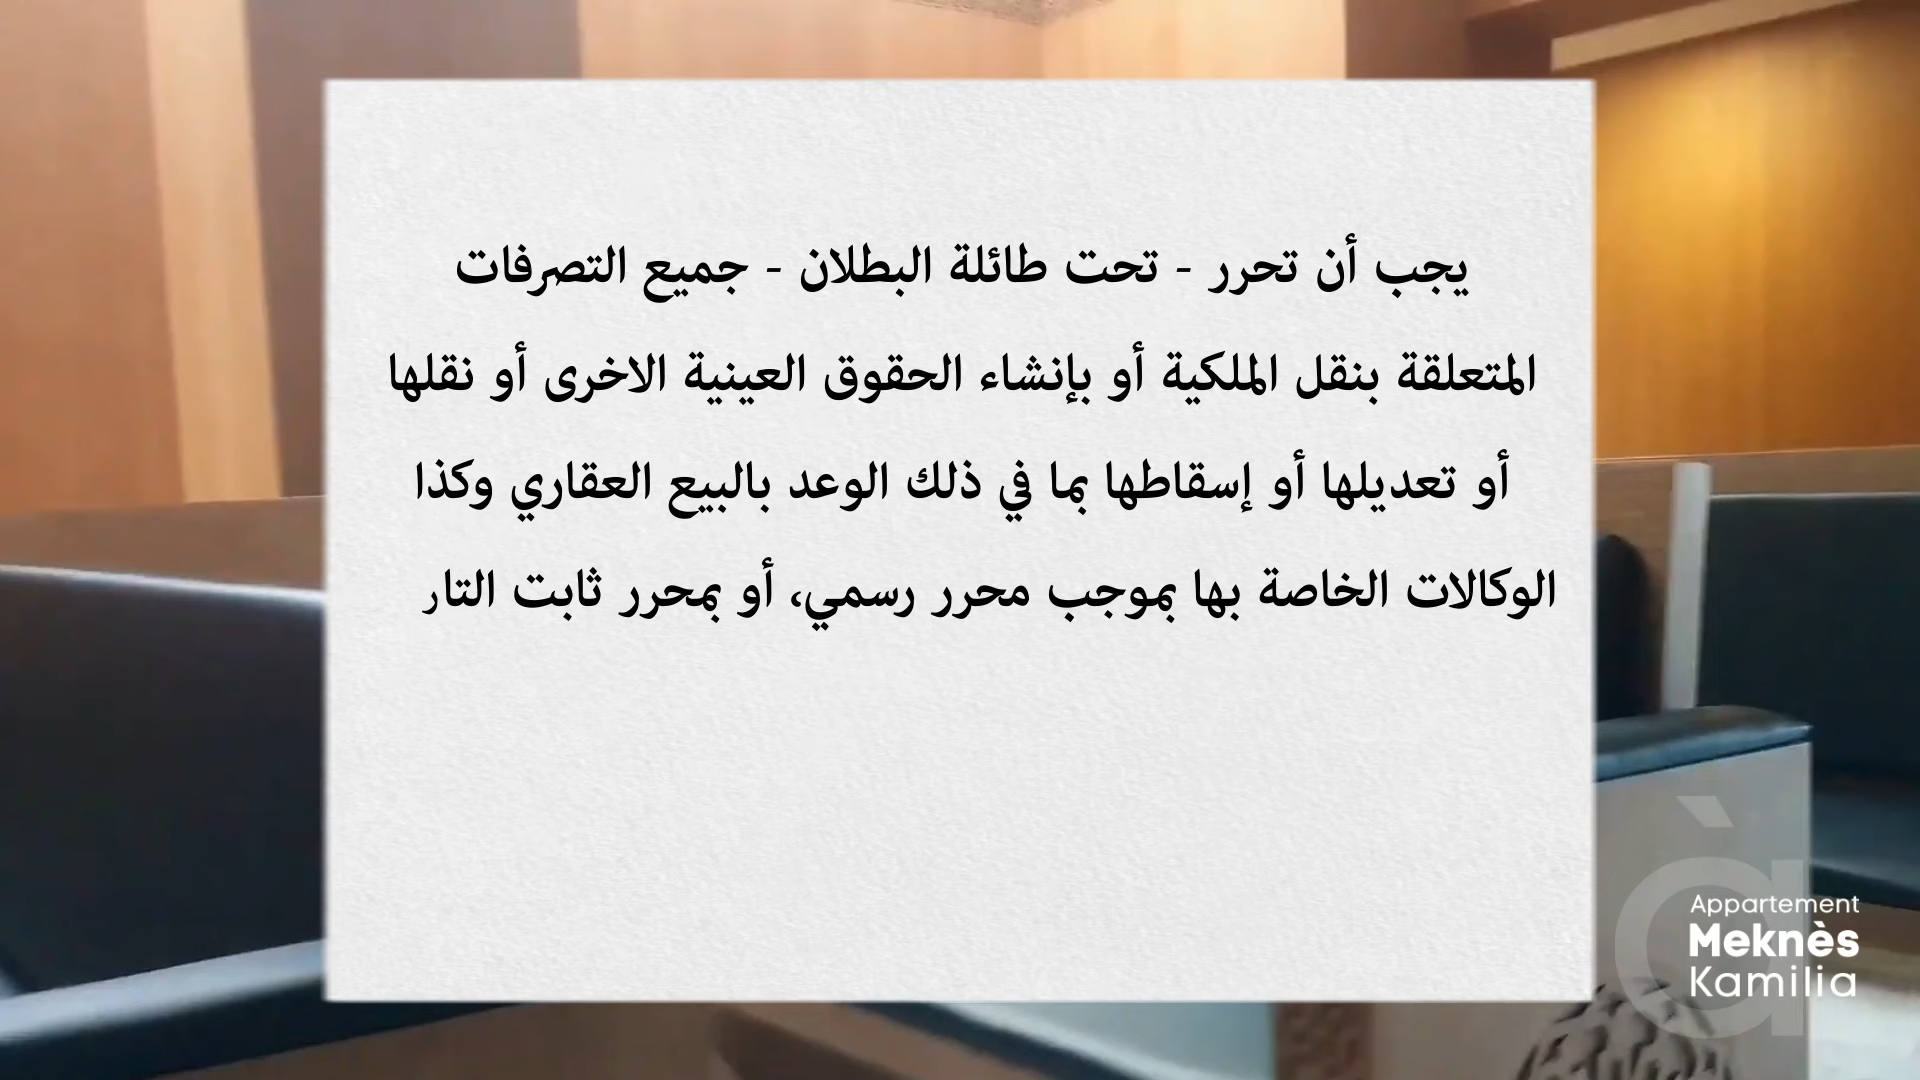 يجب أن تحرر - تحت طائلة البطلان - جميع التصرفات
المتعلقة بنقل الملكية أو بإنشاء الحقوق العينية الاخرى أو نقلها
أو تعديلها أو إسقاطها بما في ذلك الوعد بالبيع العقاري وكذا
الوكالات الخاصة بها بموجب محرر رسمي، أو بمحرر ثابت التار
Appartement
Meknès
Kamilia
à